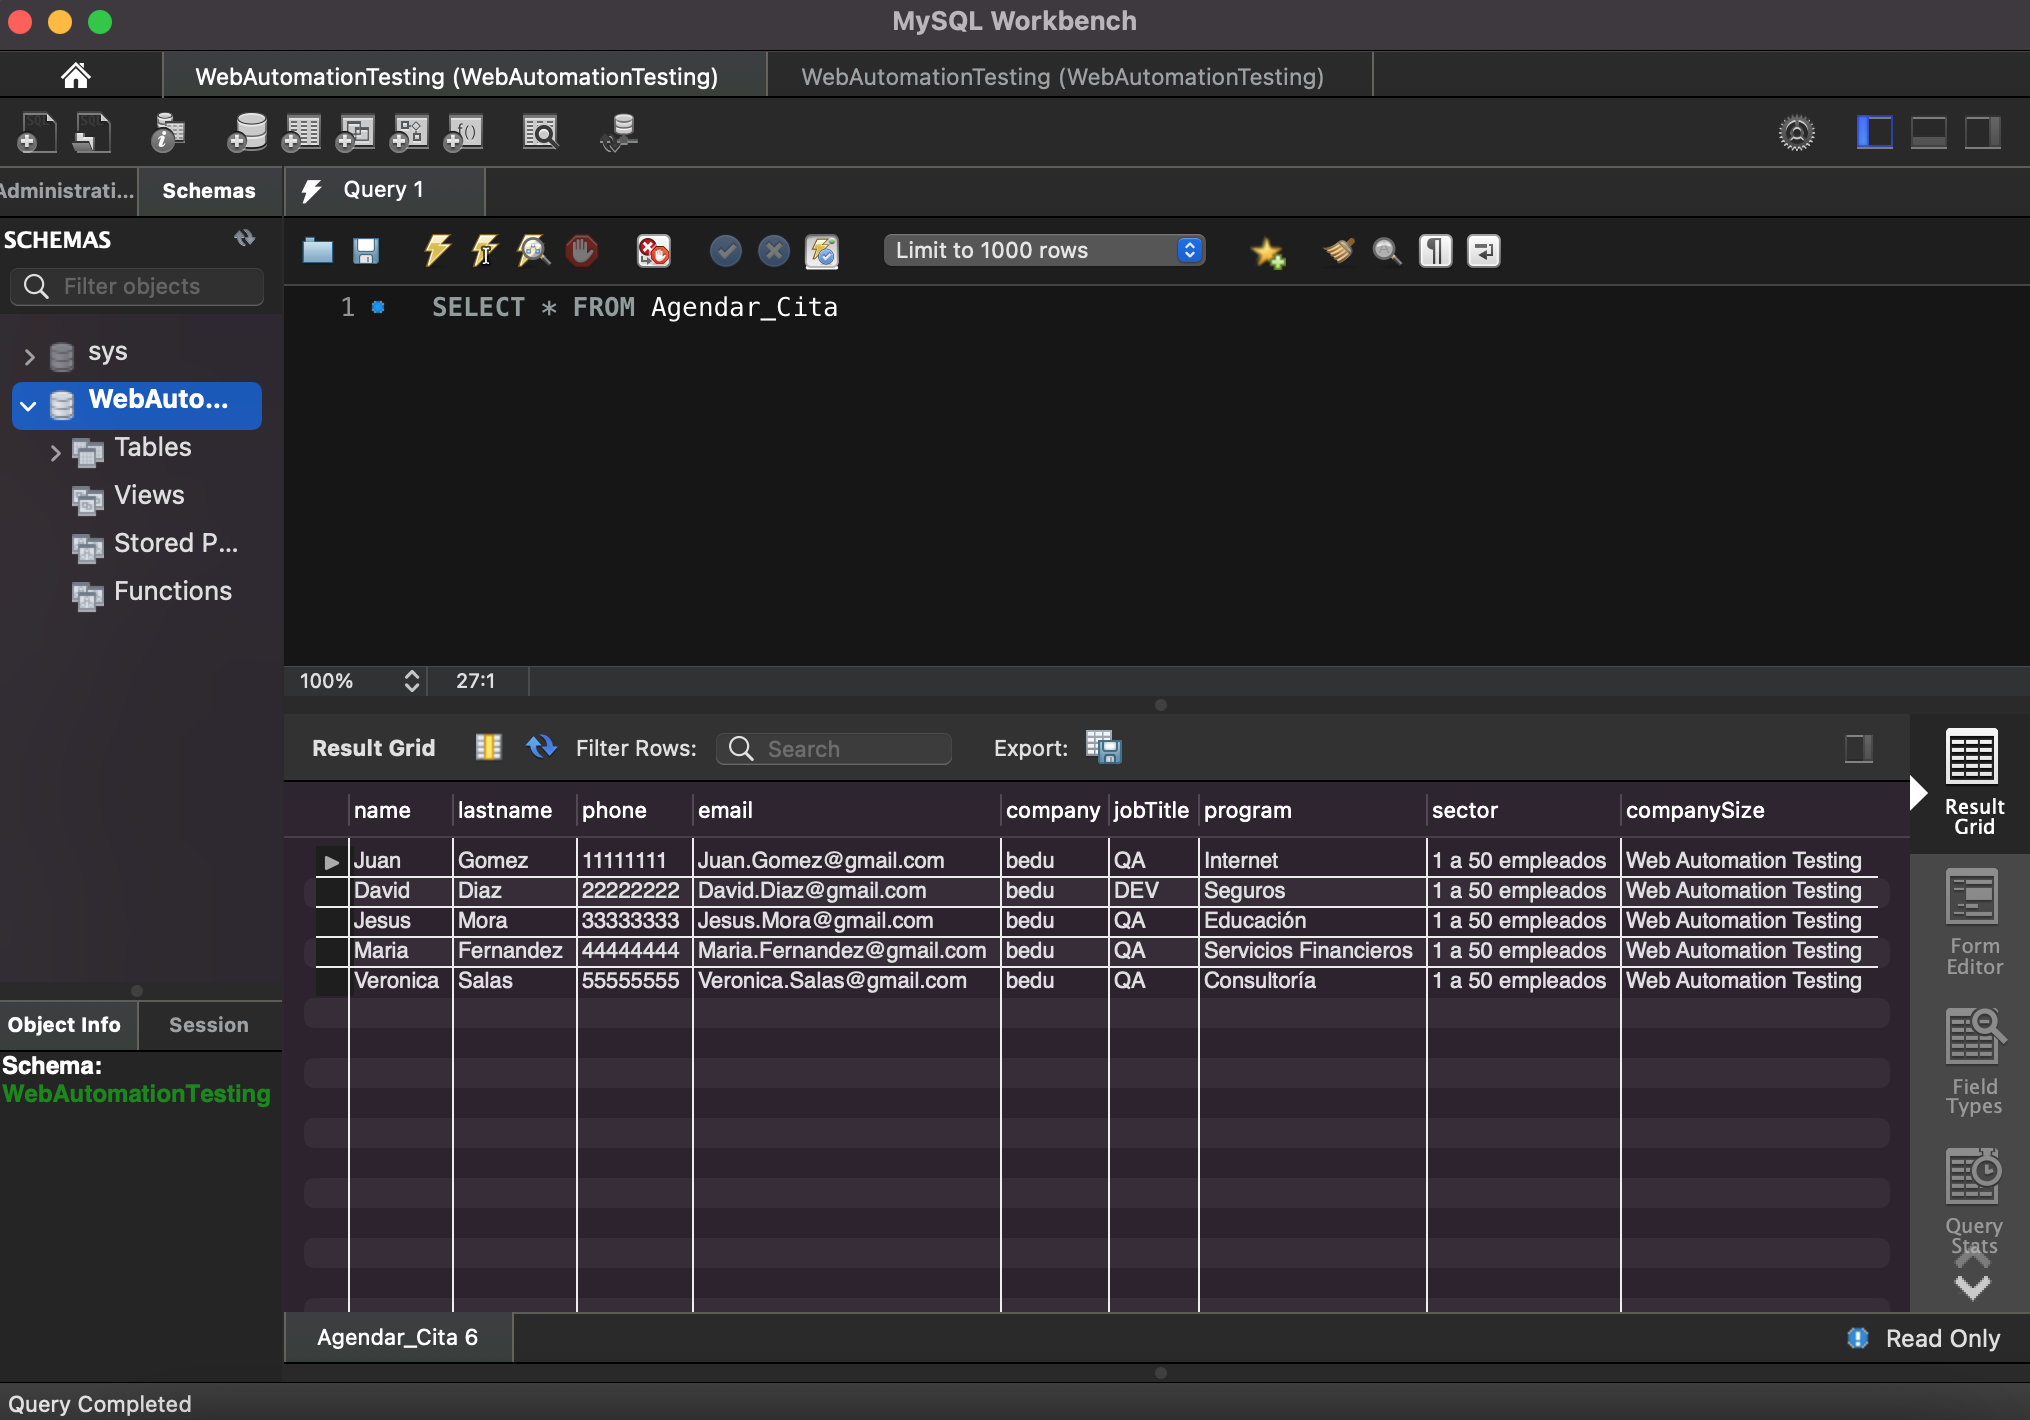 MySQL Workbench
WebAutomationTesting (WebAutomationTesting)
WebAutomationTesting (WebAutomationTesting)
Administrati...
Schemas
Query 1
SCHEMAS
Filter objects
Limit to 1000 rows
1 SELECT * FROM Agendar_Cita
sys
WebAuto...
Tables
Views
Stored P...
Functions
100% 27:1
Result Grid Filter Rows: Search Export:
name lastname phone email company jobTitle program sector companySize
Juan Gomez 11111111 Juan.Gomez@gmail.com bedu QA Internet 1 a 50 empleados Web Automation Testing
David Diaz 22222222 David.Diaz@gmail.com bedu DEV Seguros 1 a 50 empleados Web Automation Testing
Jesus Mora 33333333 Jesus.Mora@gmail.com bedu QA Educación 1 a 50 empleados Web Automation Testing
Maria Fernandez 44444444 Maria.Fernandez@gmail.com bedu QA Servicios Financieros 1 a 50 empleados Web Automation Testing
Veronica Salas 55555555 Veronica.Salas@gmail.com bedu QA Consultoría 1 a 50 empleados Web Automation Testing
Result
Grid
Form
Editor
Field
Types
Query
Stats
Object Info Session
Schema:
WebAutomationTesting
Agendar_Cita 6
Read Only
Query Completed